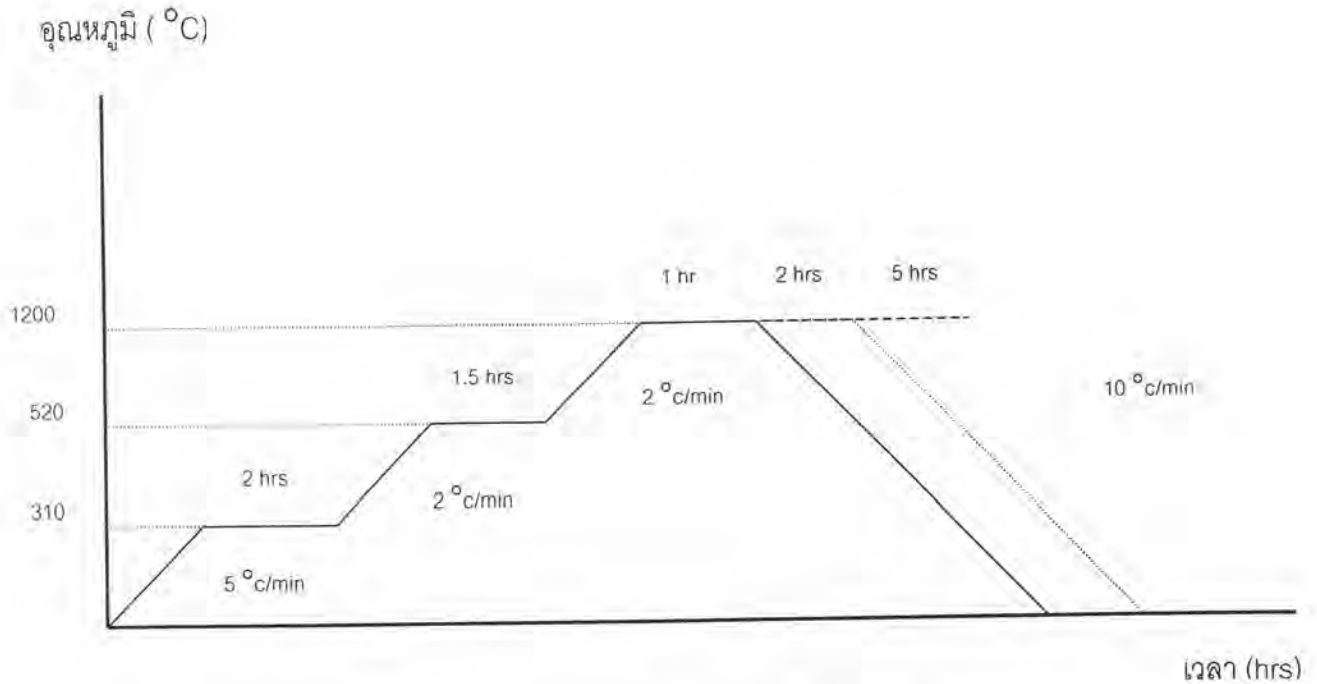 อุณหภูมิ ( °C)
1 hr 2 hrs 5 hrs
1200
1.5 hrs 2 °c/min 10 °c/min
520
2 hrs 2 °c/min
310
5 °c/min
เวลา (hrs)